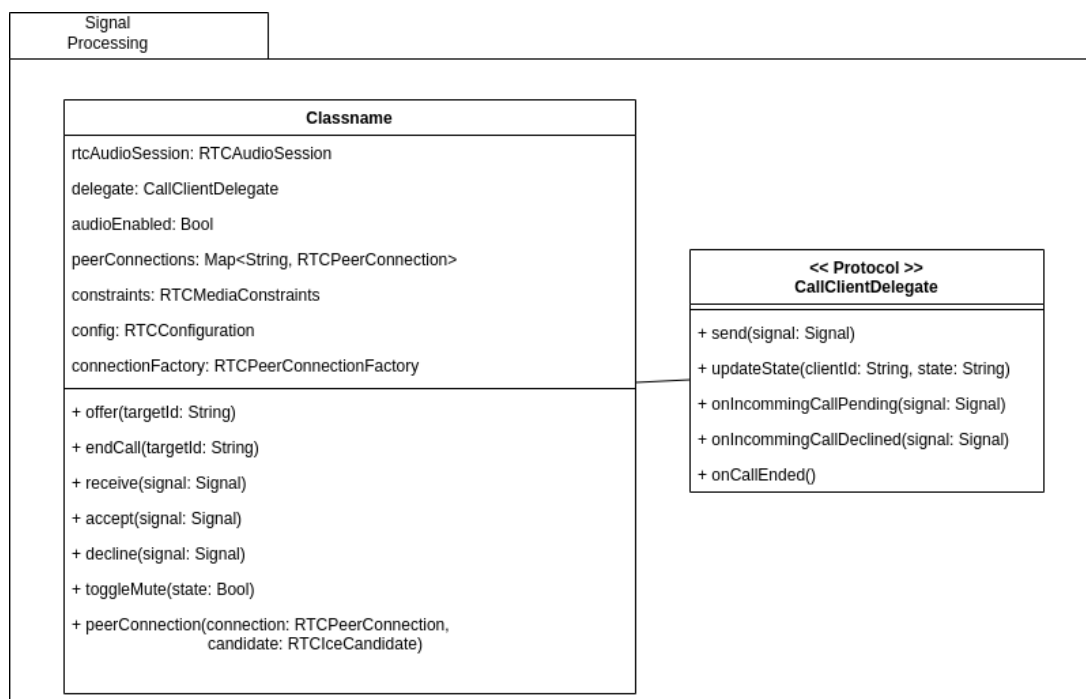 Signal
Processing
Classname
rtcAudioSession: RTCAudioSession
delegate: CallClientDelegate
audioEnabled: Bool
peerConnections: Map<String, RTCPeerConnection>
constraints: RTCMediaConstraints
config: RTCConfiguration
connectionFactory: RTCPeerConnectionFactory
+ offer(targetId: String)
+ endCall(targetId: String)
+ receive(signal: Signal)
+ accept(signal: Signal)
+ decline(signal: Signal)
+ toggleMute(state: Bool)
+ peerConnection(connection: RTCPeerConnection,
candidate: RTCIceCandidate)
<< Protocol >>
CallClientDelegate
+ send(signal: Signal)
+ updateState(clientId: String, state: String)
+ onIncommingCallPending(signal: Signal)
+ onIncommingCallDeclined(signal: Signal)
+ onCallEnded()